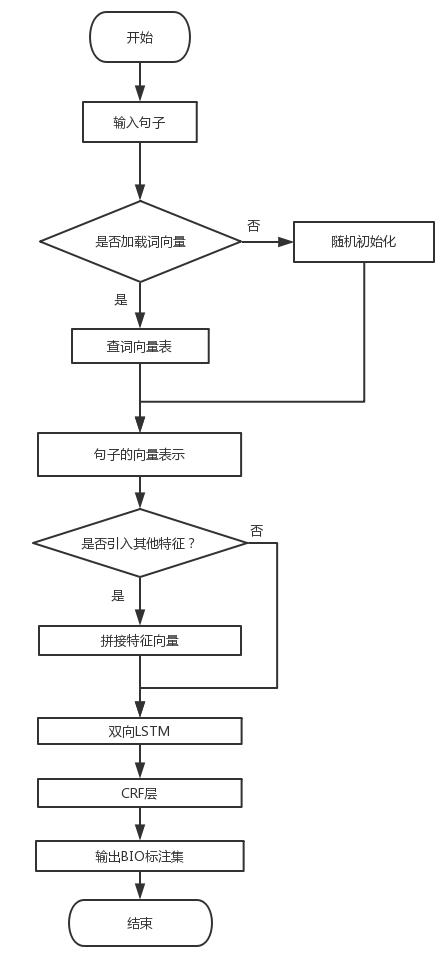 开始
输入句子
是否加载词向量
否
随机初始化
是
查词向量表
句子的向量表示
是否引入其他特征？
否
是
拼接特征向量
双向LSTM
CRF层
输出BIO标注集
结束